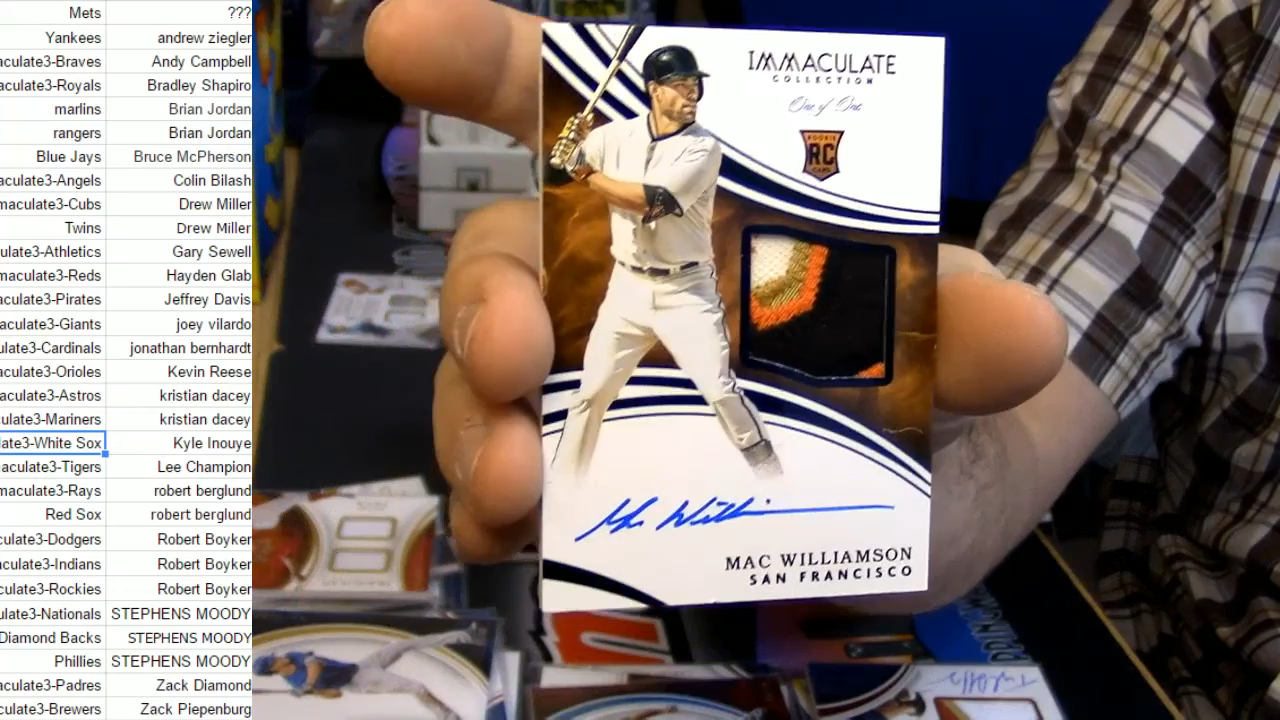 Mets ???
Yankees andrew ziegler
aculate3-Braves Andy Campbell
aculate3-Royals Bradley Shapiro
marlins Brian Jordan
rangers Brian Jordan
Blue Jays Bruce McPherson
aculate3-Angels Colin Bilash
maculate3-Cubs Drew Miller
Twins Drew Miller
ulate3-Athletics Gary Sewell
maculate3-Reds Hayden Glab
aculate3-Pirates Jeffrey Davis
aculate3-Giants joey vilardo
ulate3-Cardinals jonathan bernhardt
aculate3-Orioles Kevin Reese
aculate3-Astros kristian dacey
culate3-Mariners kristian dacey
late3-White Sox Kyle Inouye
aculate3-Tigers Lee Champion
maculate3-Rays robert berglund
Red Sox robert berglund
culate3-Dodgers Robert Boyker
aculate3-Indians Robert Boyker
culate3-Rockies Robert Boyker
ulate3-Nationals STEPHENS MOODY
Diamond Backs STEPHENS MOODY
Phillies STEPHENS MOODY
aculate3-Padres Zack Diamond
culate3-Brewers Zack Piepenburg
IMMACULATE
COLLECTION
One of One
ROOKIE
RC
CARD
Mac Williamson
MAC WILLIAMSON
SAN FRANCISCO